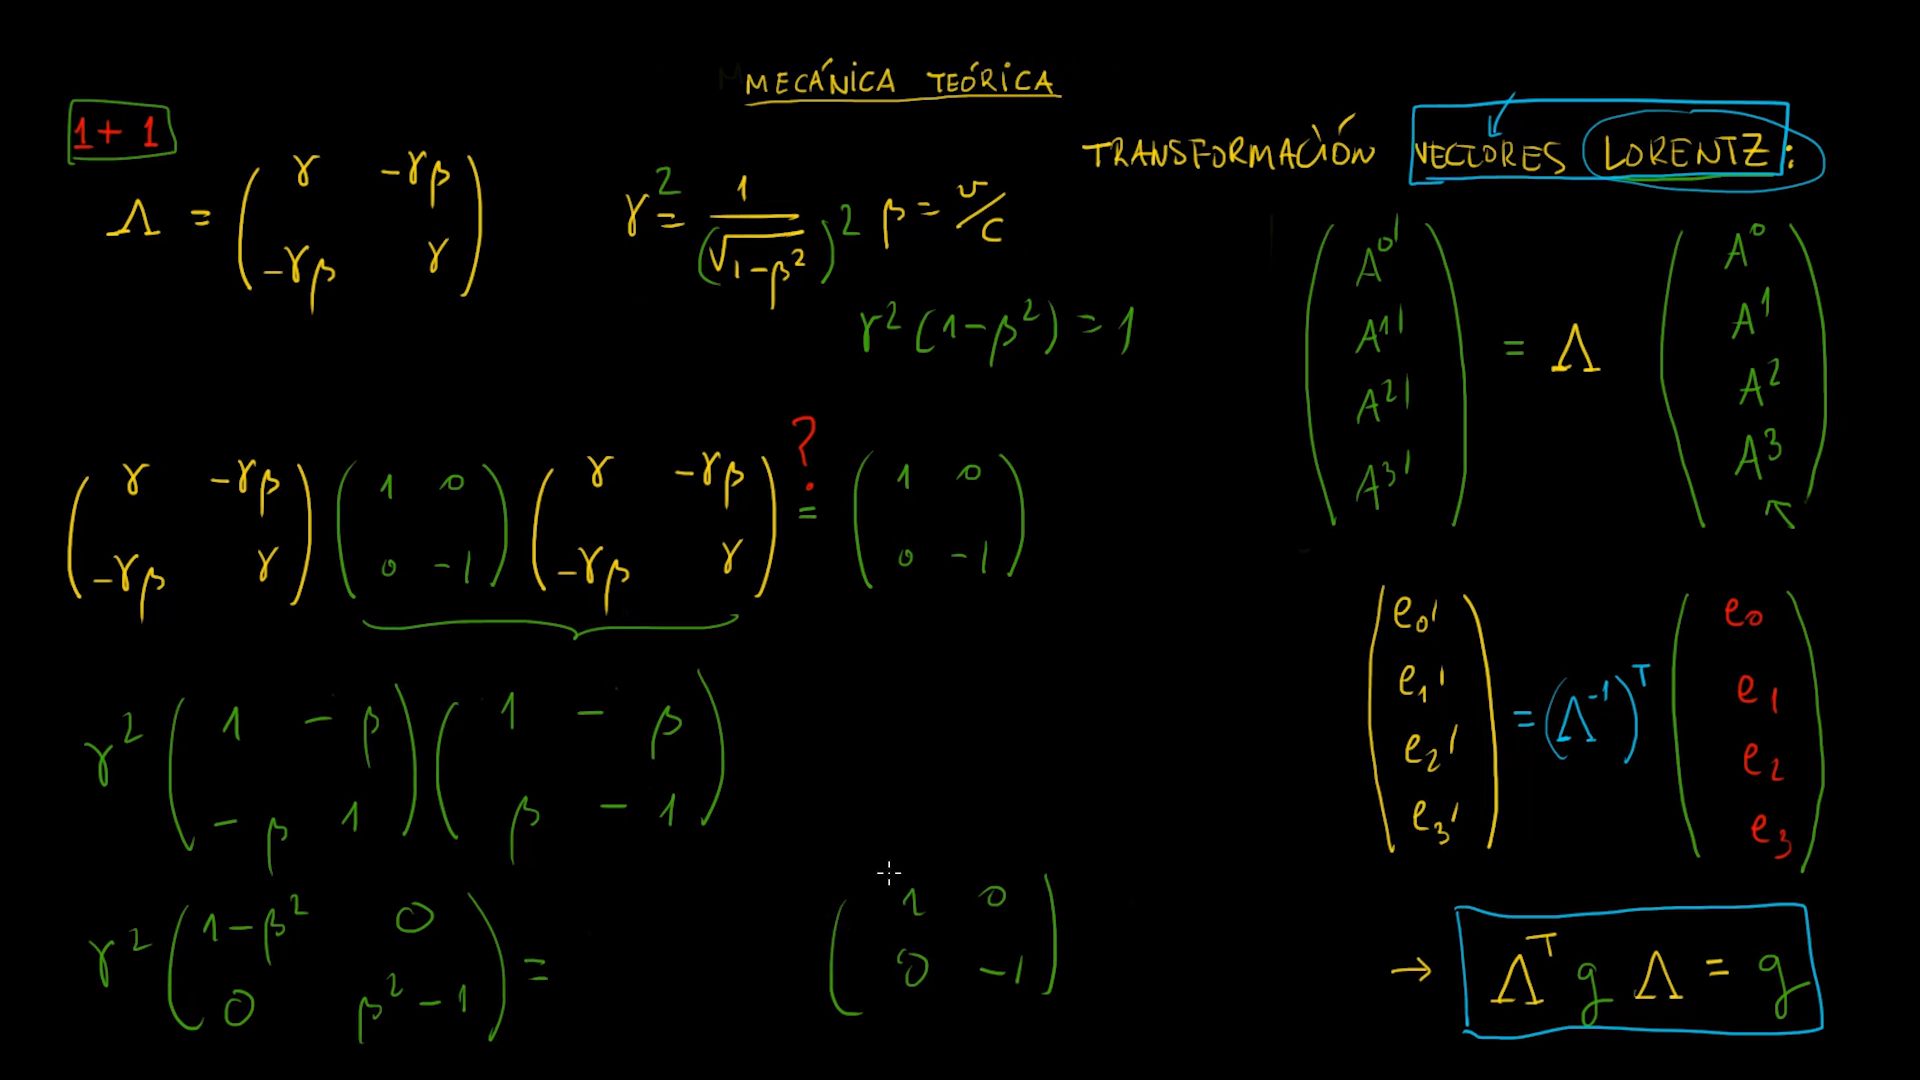 MECÁNICA TEÓRICA
1+1
TRANSFORMACIÓN VECTORES LORENTZ:
Λ = ( γ -γβ
-γβ γ )
γ² = 1 / (√1-β²)² β = v/c
γ²(1-β²) = 1
( A⁰' A¹' A²' A³' ) = Λ ( A⁰ A¹ A² A³ )
( γ -γβ ) ( 1 0 ) ( γ -γβ ) ? = ( 1 0 )
( -γβ γ ) ( 0 -1 ) ( -γβ γ ) ( 0 -1 )
( e₀' e₁' e₂' e₃' ) = (Λ⁻¹)ᵀ ( e₀ e₁ e₂ e₃ )
γ² ( 1 -β ) ( 1 -β )
( -β 1 ) ( β -1 )
γ² ( 1-β² 0 ) = ( 1 0 )
( 0 β²-1 ) ( 0 -1 )
→ Λᵀ g Λ = g